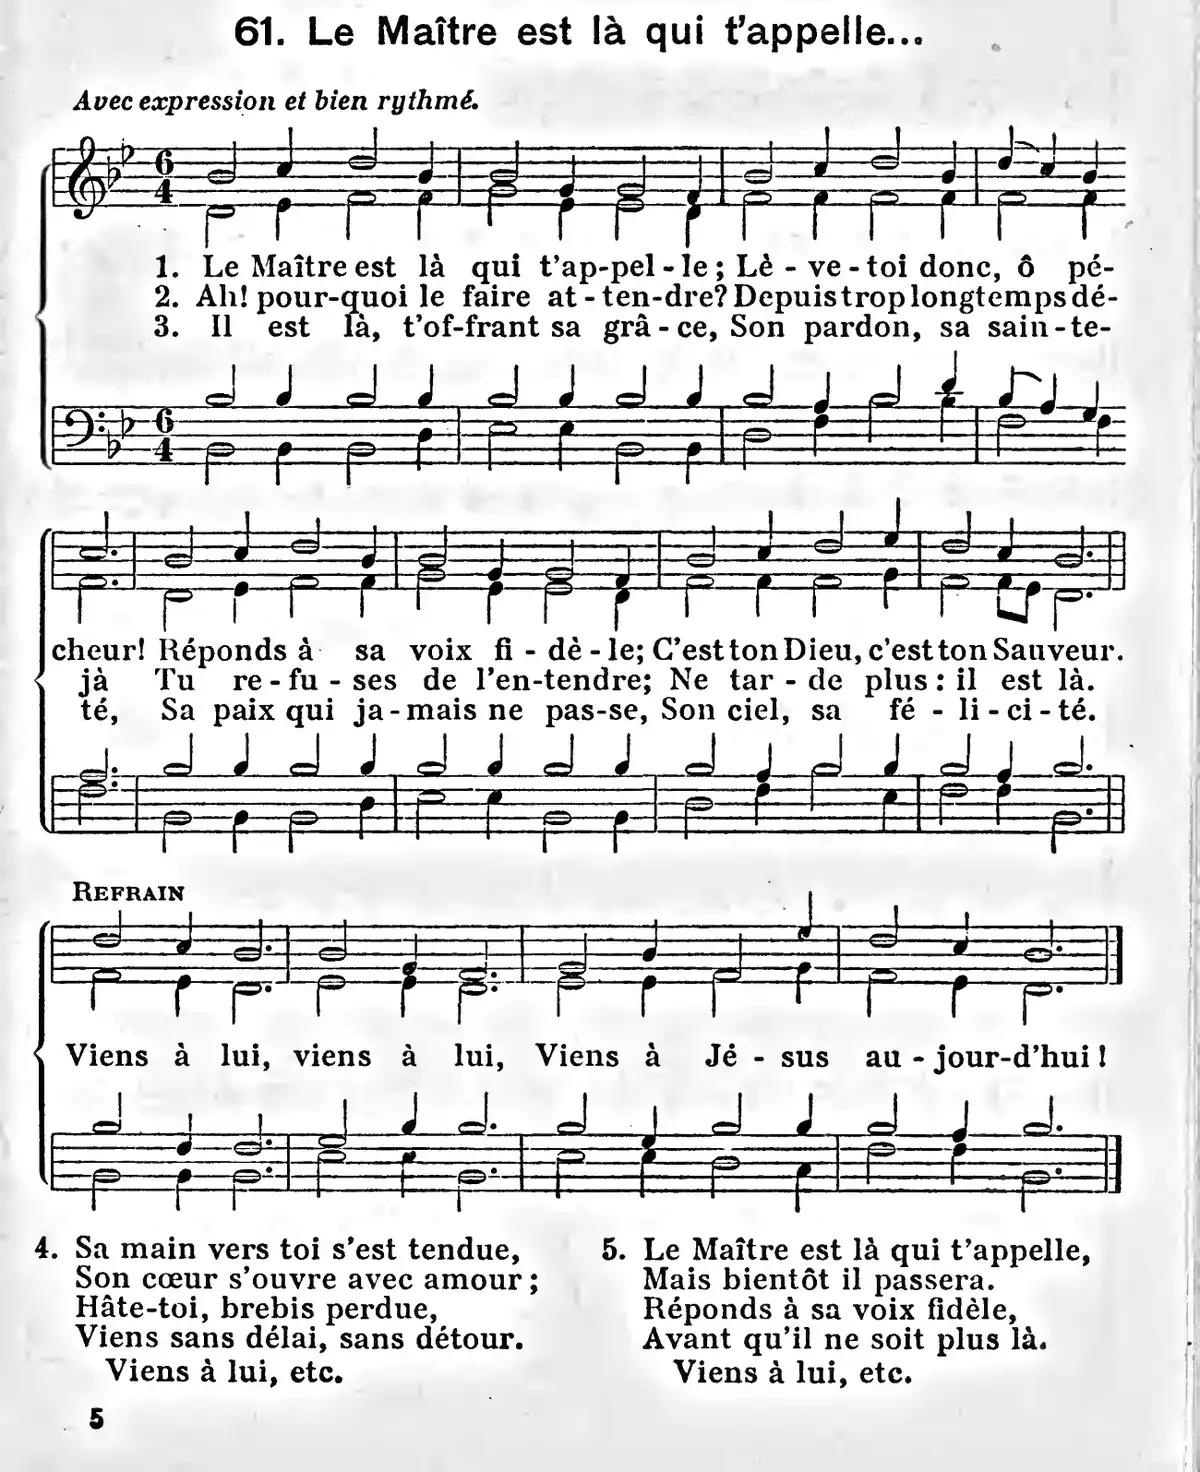 61. Le Maître est là qui t'appelle...
Avec expression et bien rythmé.
6
4
1. Le Maître est là qui t'ap-pel-le; Lè-ve-toi donc, ô pé-
2. Ah! pour-quoi le faire at-ten-dre? Depuis trop longtemps dé-
3. Il est là, t'of-frant sa grâ-ce, Son pardon, sa sain-te-
6
4
cheur! Réponds à sa voix fi-dè-le; C'est ton Dieu, c'est ton Sauveur.
jà Tu re-fu-ses de l'en-tendre; Ne tar-de plus: il est là.
té, Sa paix qui ja-mais ne pas-se, Son ciel, sa fé-li-ci-té.
REFRAIN
Viens à lui, viens à lui, Viens à Jé-sus au-jour-d'hui!
4. Sa main vers toi s'est tendue,
Son cœur s'ouvre avec amour;
Hâte-toi, brebis perdue,
Viens sans délai, sans détour.
Viens à lui, etc.
5. Le Maître est là qui t'appelle,
Mais bientôt il passera.
Réponds à sa voix fidèle,
Avant qu'il ne soit plus là.
Viens à lui, etc.
5